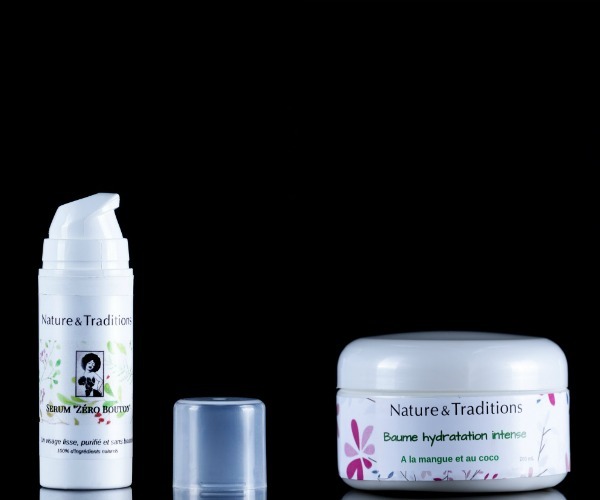 Nature & Traditions
SERUM "ZÉRO BOUTON"
Un visage lisse, purifié et sans bouton
100% d'ingrédients naturels
Nature & Traditions
Baume hydratation intense
A la mangue et au coco